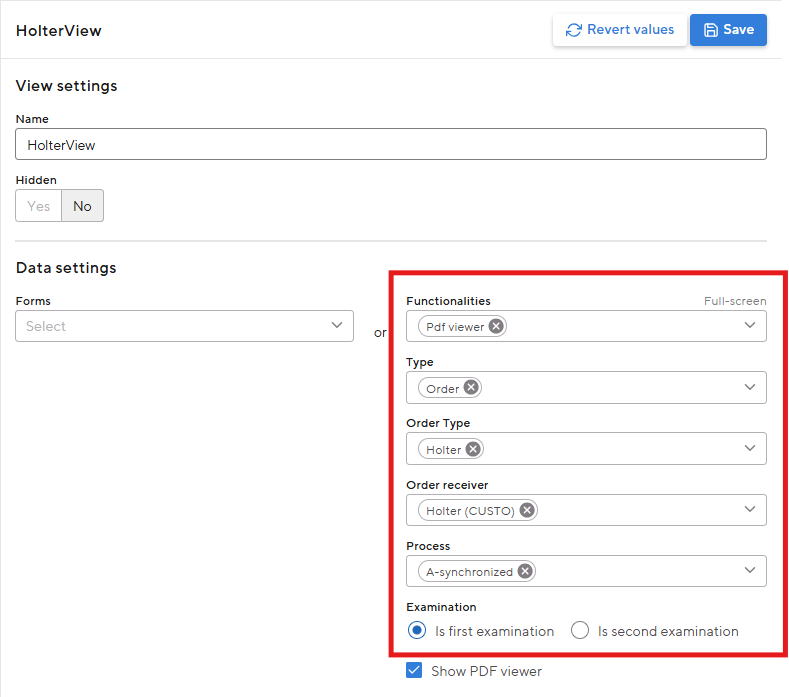 HolterView
Revert values
Save
View settings
Name
HolterView
Hidden
Yes No
Data settings
Forms
Select
or
Functionalities Full-screen
Pdf viewer
Type
Order
Order Type
Holter
Order receiver
Holter (CUSTO)
Process
A-synchronized
Examination
Is first examination Is second examination
Show PDF viewer